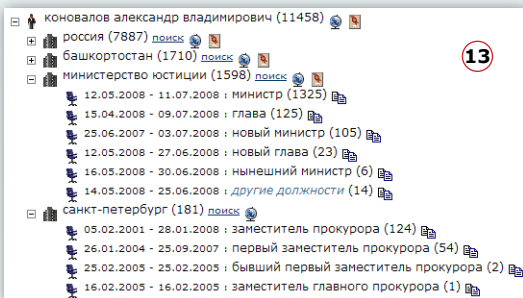 коновалов александр владимирович (11458)
россия (7887) поиск
башкортостан (1710) поиск
13
министерство юстиции (1598) поиск
12.05.2008 - 11.07.2008 : министр (1325)
15.04.2008 - 09.07.2008 : глава (125)
25.06.2007 - 03.07.2008 : новый министр (105)
12.05.2008 - 27.06.2008 : новый глава (23)
16.05.2008 - 30.06.2008 : нынешний министр (6)
14.05.2008 - 25.06.2008 : другие должности (14)
санкт-петербург (181) поиск
05.02.2001 - 28.01.2008 : заместитель прокурора (124)
26.01.2004 - 25.09.2007 : первый заместитель прокурора (54)
25.02.2005 - 25.02.2005 : бывший первый заместитель прокурора (2)
16.02.2005 - 16.02.2005 : заместитель главного прокурора (1)